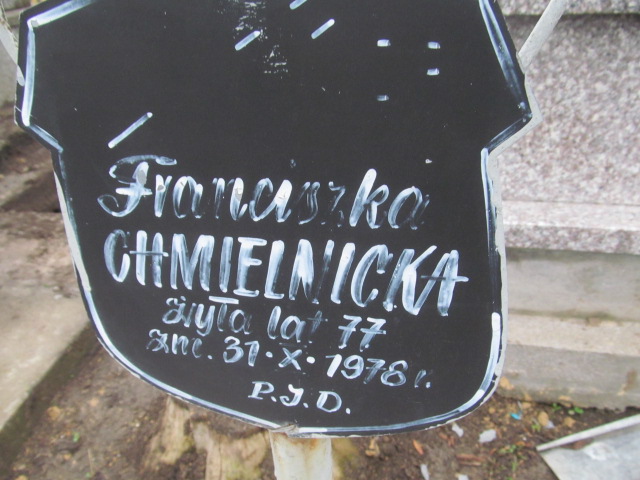 Franciszka
CHMIELNICKA
żyła lat 77
zm. 31·X·1978 r.
P.J.D.